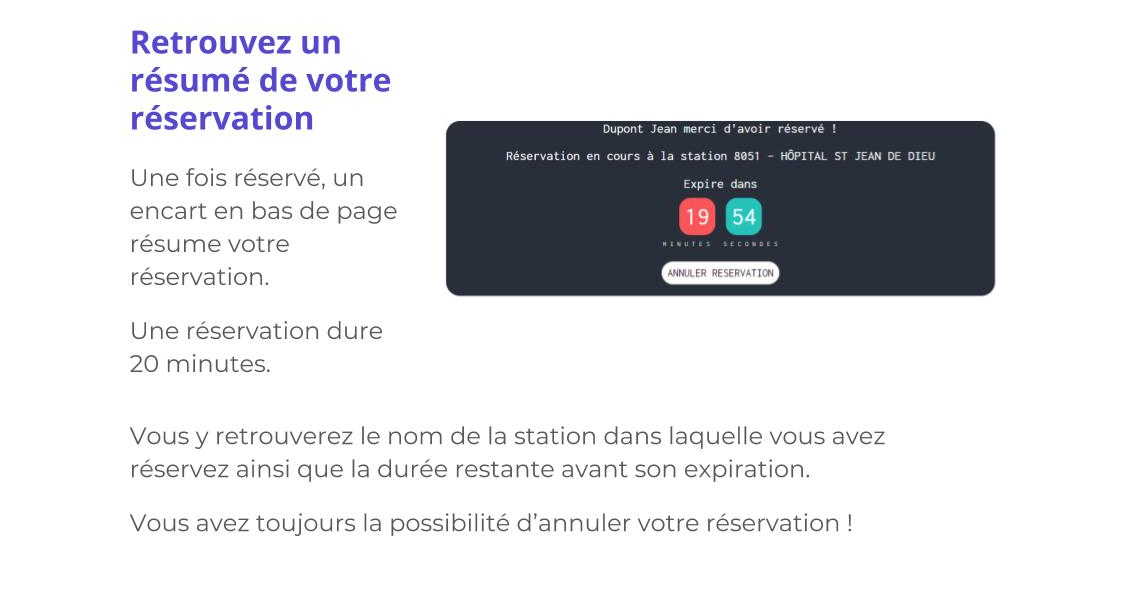 Retrouvez un
résumé de votre
réservation
Une fois réservé, un
encart en bas de page
résume votre
réservation.
Une réservation dure
20 minutes.
Dupont Jean merci d'avoir réservé !
Réservation en cours à la station 8051 - HÔPITAL ST JEAN DE DIEU
Expire dans
19 54
MINUTES SECONDES
ANNULER RESERVATION
Vous y retrouverez le nom de la station dans laquelle vous avez
réservez ainsi que la durée restante avant son expiration.
Vous avez toujours la possibilité d’annuler votre réservation !